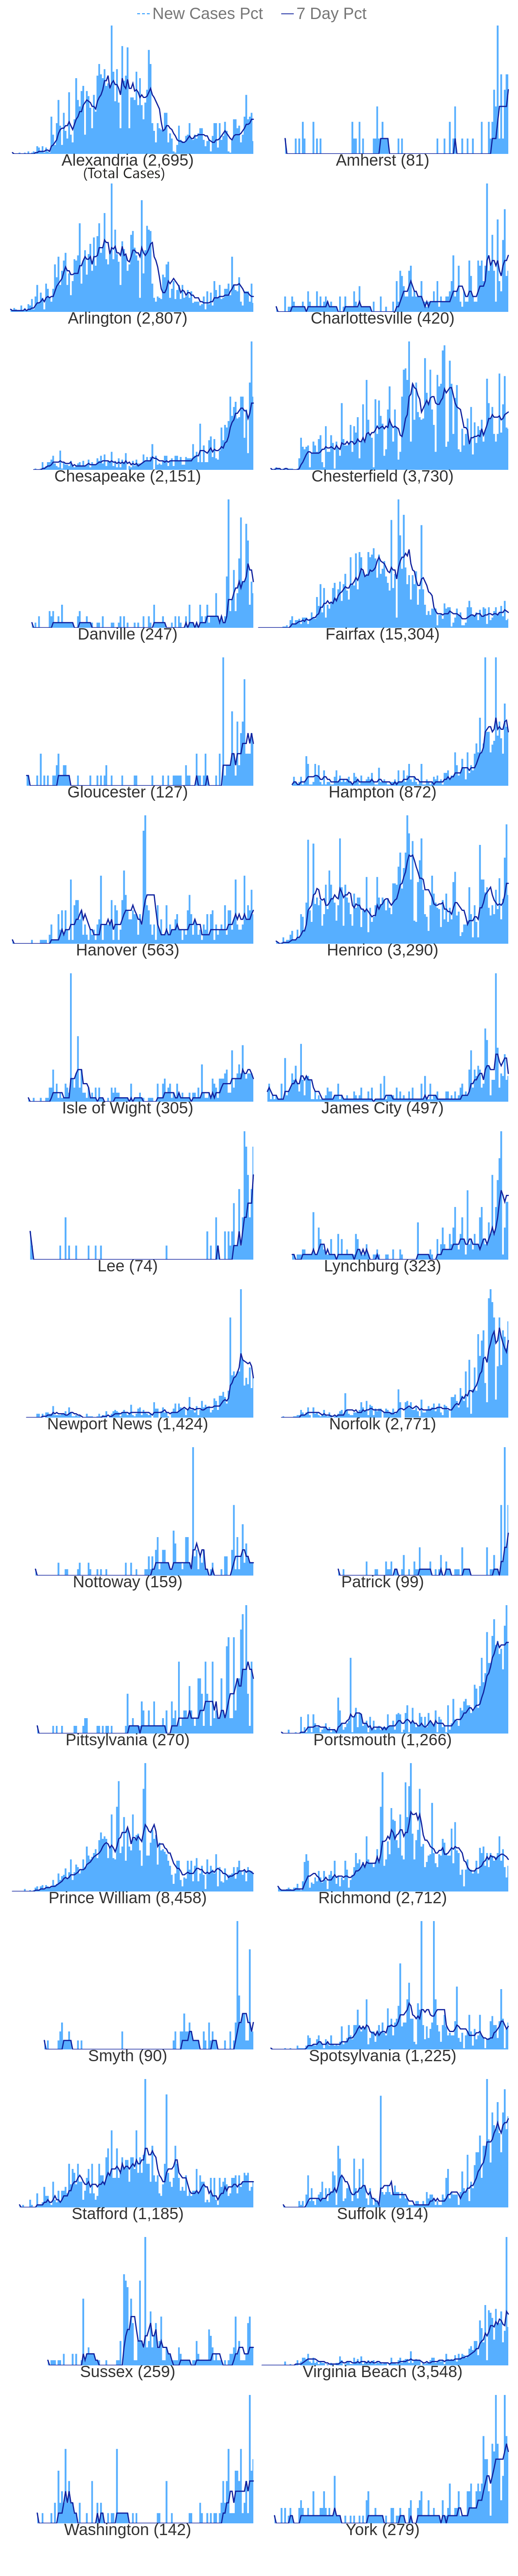 New Cases Pct 7 Day Pct
Alexandria (2,695) Amherst (81)
(Total Cases)
Arlington (2,807) Charlottesville (420)
Chesapeake (2,151) Chesterfield (3,730)
Danville (247) Fairfax (15,304)
Gloucester (127) Hampton (872)
Hanover (563) Henrico (3,290)
Isle of Wight (305) James City (497)
Lee (74) Lynchburg (323)
Newport News (1,424) Norfolk (2,771)
Nottoway (159) Patrick (99)
Pittsylvania (270) Portsmouth (1,266)
Prince William (8,458) Richmond (2,712)
Smyth (90) Spotsylvania (1,225)
Stafford (1,185) Suffolk (914)
Sussex (259) Virginia Beach (3,548)
Washington (142) York (279)